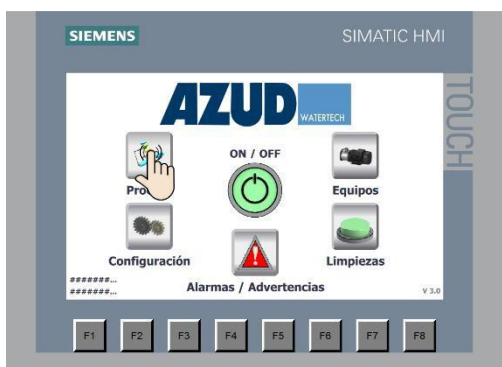 SIEMENS
SIMATIC HMI
TOUCH
AZUD
WATERTECH
ON / OFF
Equipos
Configuración
Limpiezas
Alarmas / Advertencias
#######...
#######...
V 3.0
F1 F2 F3 F4 F5 F6 F7 F8